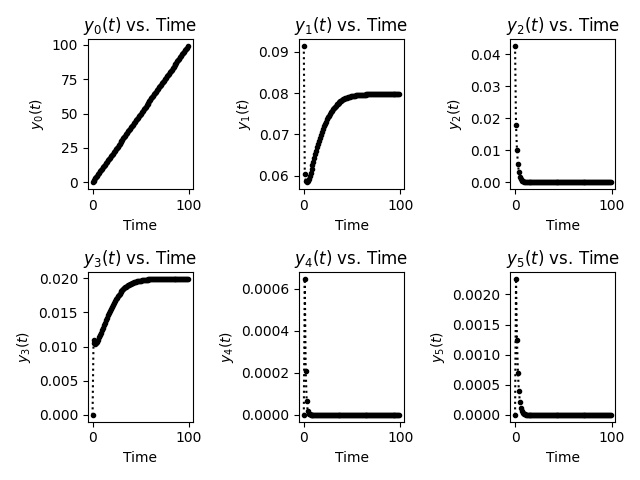 y₀(t) vs. Time
100
75
50
25
0
y₀(t)
0 100
Time
y₁(t) vs. Time
0.09
0.08
0.07
0.06
y₁(t)
0 100
Time
y₂(t) vs. Time
0.04
0.03
0.02
0.01
0.00
y₂(t)
0 100
Time
y₃(t) vs. Time
0.020
0.015
0.010
0.005
0.000
y₃(t)
0 100
Time
y₄(t) vs. Time
0.0006
0.0004
0.0002
0.0000
y₄(t)
0 100
Time
y₅(t) vs. Time
0.0020
0.0015
0.0010
0.0005
0.0000
y₅(t)
0 100
Time